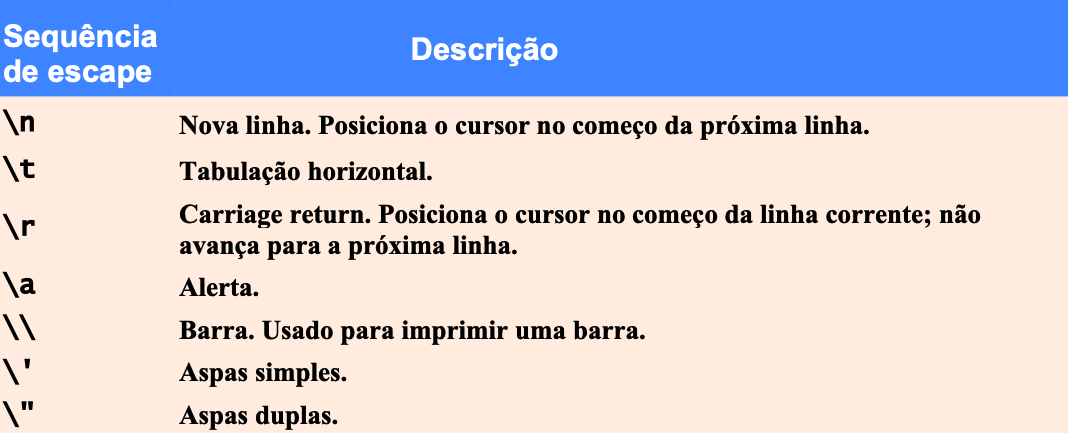 Sequência
de escape
Descrição
\n Nova linha. Posiciona o cursor no começo da próxima linha.
\t Tabulação horizontal.
\r Carriage return. Posiciona o cursor no começo da linha corrente; não
avança para a próxima linha.
\a Alerta.
\\ Barra. Usado para imprimir uma barra.
\' Aspas simples.
\" Aspas duplas.